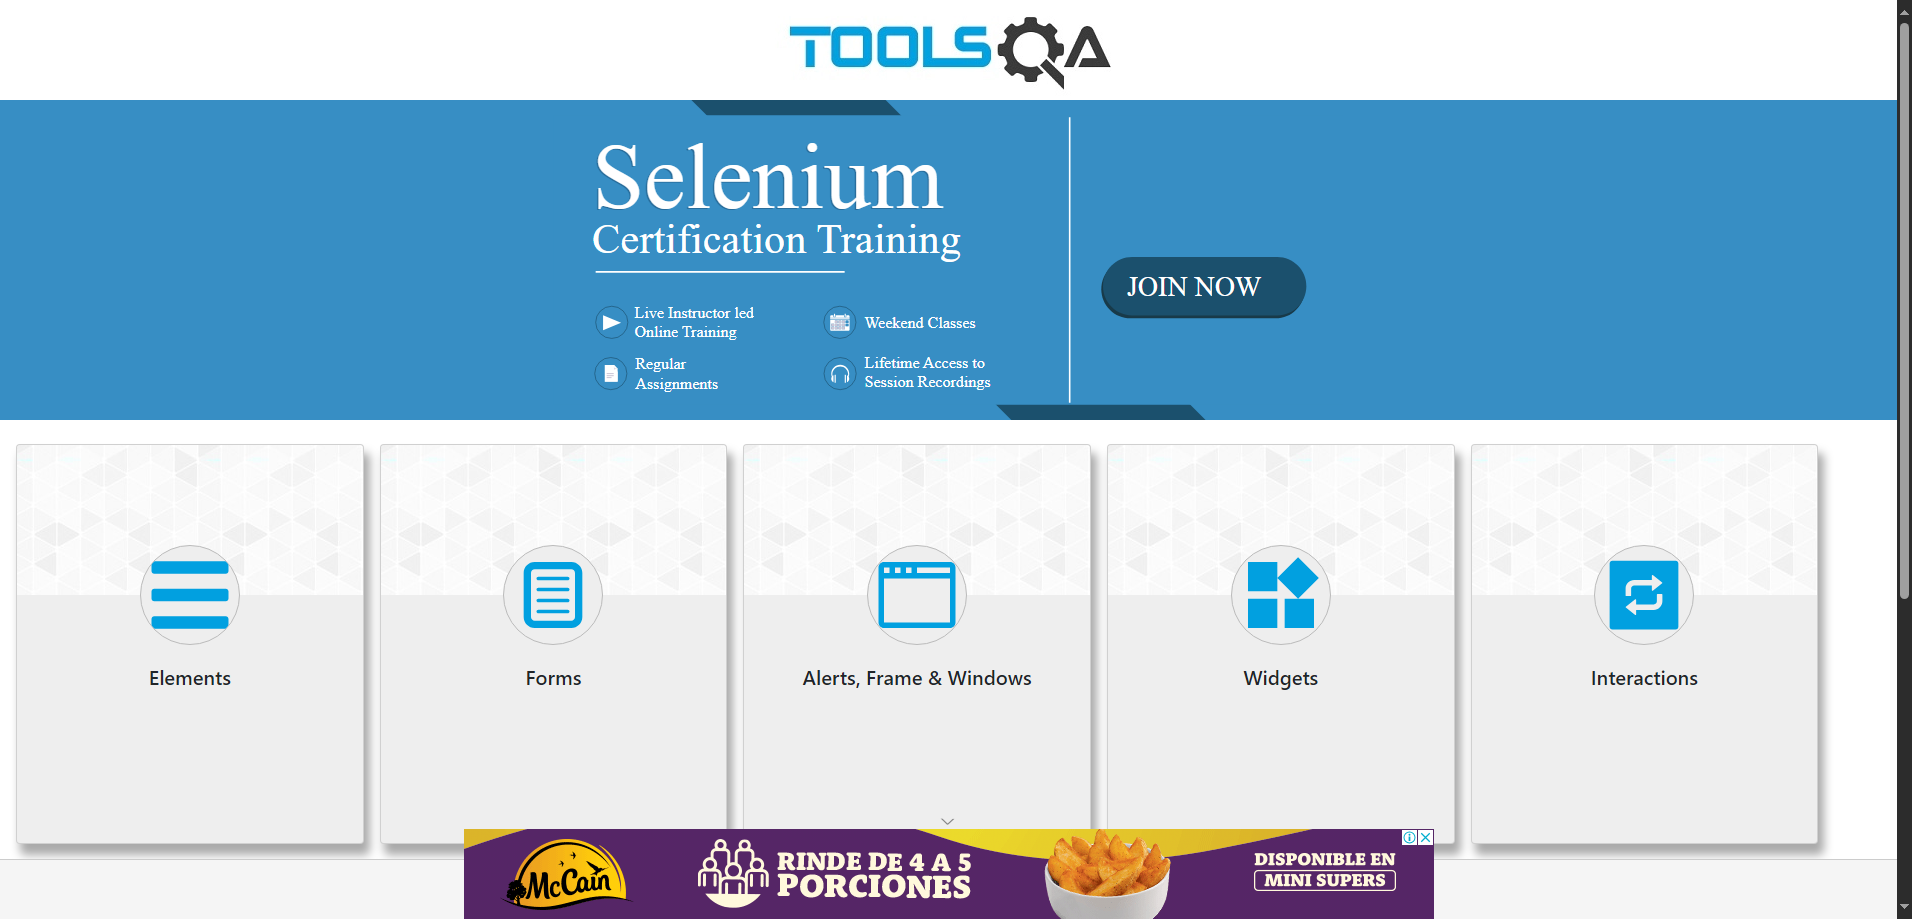 TOOLSQA
Selenium
Certification Training
JOIN NOW
Live Instructor led
Online Training
Weekend Classes
Regular
Assignments
Lifetime Access to
Session Recordings
Elements
Forms
Alerts, Frame & Windows
Widgets
Interactions
McCain
RINDE DE 4 A 5
PORCIONES
DISPONIBLE EN
MINI SUPERS